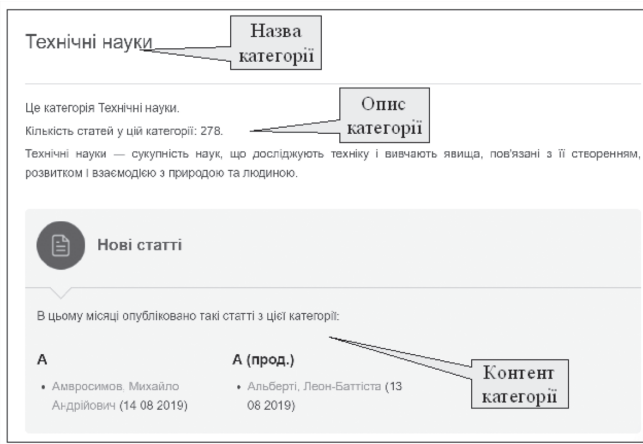 Технічні науки
Назва
категорії
Це категорія Технічні науки.
Кількість статей у цій категорії: 278.
Опис
категорії
Технічні науки — сукупність наук, що досліджують техніку і вивчають явища, пов'язані з її створенням,
розвитком і взаємодією з природою та людиною.
Нові статті
В цьому місяці опубліковано такі статті з цієї категорії:
А
• Амвросимов, Михайло
Андрійович (14 08 2019)
А (прод.)
• Альберті, Леон-Баттіста (13
08 2019)
Контент
категорії